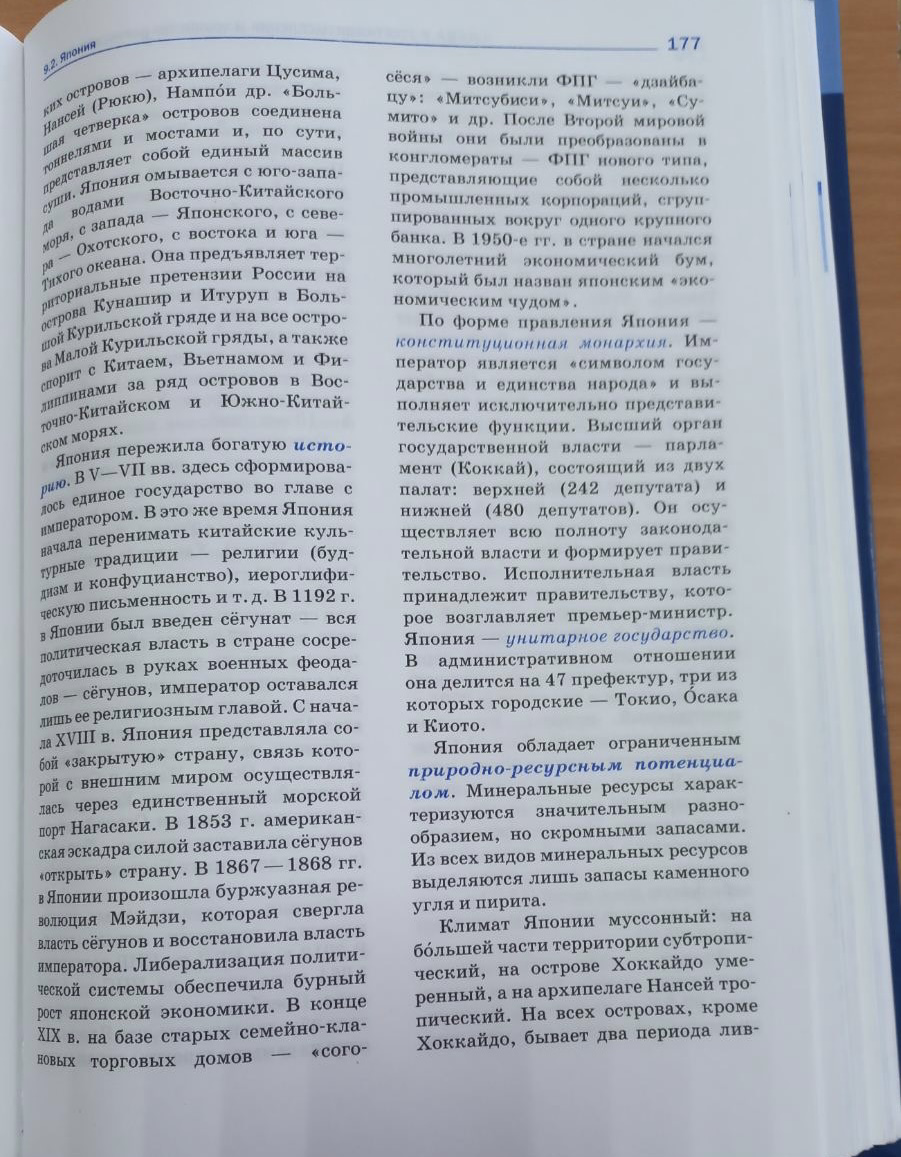 9.2. Япония
177
ких островов — архипелаги Цусима,
Нансей (Рюкю), Нампо́и др. «Боль-
шая четверка» островов соединена
тоннелями и мостами и, по сути,
представляет собой единый массив
суши. Япония омывается с юго-запа-
да водами Восточно-Китайского
моря, с запада — Японского, с севе-
ра — Охотского, с востока и юга —
Тихого океана. Она предъявляет тер-
риториальные претензии России на
острова Кунашир и Итуруп в Боль-
шой Курильской гряде и на все остро-
ва Малой Курильской гряды, а также
спорит с Китаем, Вьетнамом и Фи-
липпинами за ряд островов в Вос-
точно-Китайском и Южно-Китай-
ском морях.
Япония пережила богатую исто-
рию. В V—VII вв. здесь сформирова-
лось единое государство во главе с
императором. В это же время Япония
начала перенимать китайские куль-
турные традиции — религии (буд-
дизм и конфуцианство), иероглифи-
ческую письменность и т. д. В 1192 г.
в Японии был введен сёгунат — вся
политическая власть в стране сосре-
доточилась в руках военных феода-
лов — сёгунов, император оставался
лишь ее религиозным главой. С нача-
ла XVIII в. Япония представляла со-
бой «закрытую» страну, связь кото-
рой с внешним миром осуществля-
лась через единственный морской
порт Нагасаки. В 1853 г. американ-
ская эскадра силой заставила сёгунов
«открыть» страну. В 1867—1868 гг.
в Японии произошла буржуазная ре-
волюция Мэйдзи, которая свергла
власть сёгунов и восстановила власть
императора. Либерализация полити-
ческой системы обеспечила бурный
рост японской экономики. В конце
XIX в. на базе старых семейно-кла-
новых торговых домов — «сого-
сёся» — возникли ФПГ — «дзайба-
цу»: «Митсубиси», «Митсуи», «Су-
мито» и др. После Второй мировой
войны они были преобразованы в
конгломераты — ФПГ нового типа,
представляющие собой несколько
промышленных корпораций, сгруп-
пированных вокруг одного крупного
банка. В 1950-е гг. в стране начался
многолетний экономический бум,
который был назван японским «эко-
номическим чудом».
По форме правления Япония —
конституционная монархия. Им-
ператор является «символом госу-
дарства и единства народа» и вы-
полняет исключительно представи-
тельские функции. Высший орган
государственной власти — парла-
мент (Коккай), состоящий из двух
палат: верхней (242 депутата) и
нижней (480 депутатов). Он осу-
ществляет всю полноту законода-
тельной власти и формирует прави-
тельство. Исполнительная власть
принадлежит правительству, кото-
рое возглавляет премьер-министр.
Япония — унитарное государство.
В административном отношении
она делится на 47 префектур, три из
которых городские — Токио, О́сака
и Киото.
Япония обладает ограниченным
природно-ресурсным потенциа-
лом. Минеральные ресурсы харак-
теризуются значительным разно-
образием, но скромными запасами.
Из всех видов минеральных ресурсов
выделяются лишь запасы каменного
угля и пирита.
Климат Японии муссонный: на
бо́льшей части территории субтропи-
ческий, на острове Хоккайдо уме-
ренный, а на архипелаге Нансей тро-
пический. На всех островах, кроме
Хоккайдо, бывает два периода лив-